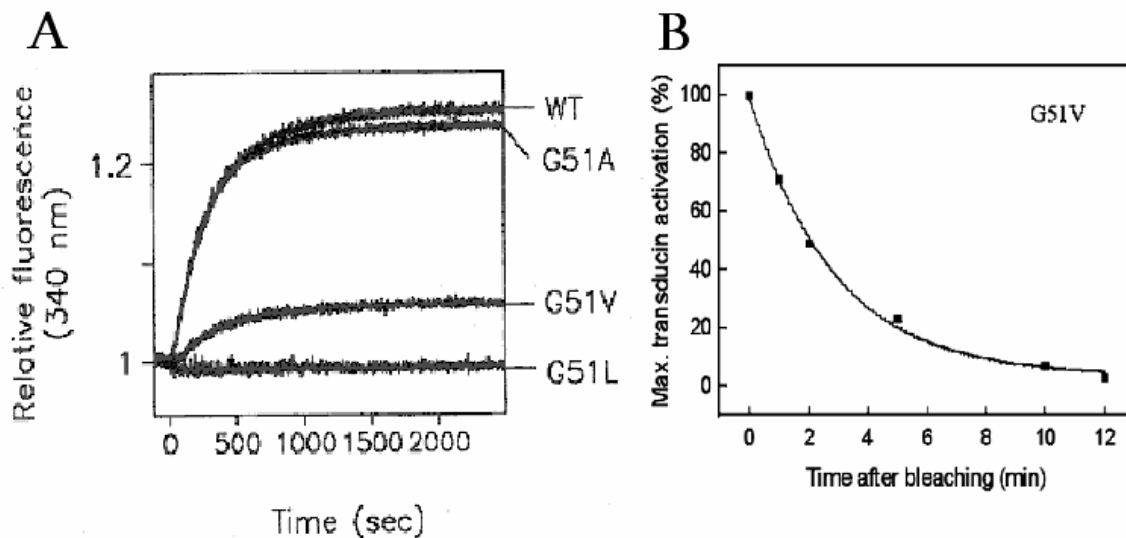 A
Relative fluorescence
(340 nm)
1.2
1
WT
G51A
G51V
G51L
0 500 1000 1500 2000
Time (sec)
B
Max. transducin activation (%)
100
80
60
40
20
0
G51V
0 2 4 6 8 10 12
Time after bleaching (min)